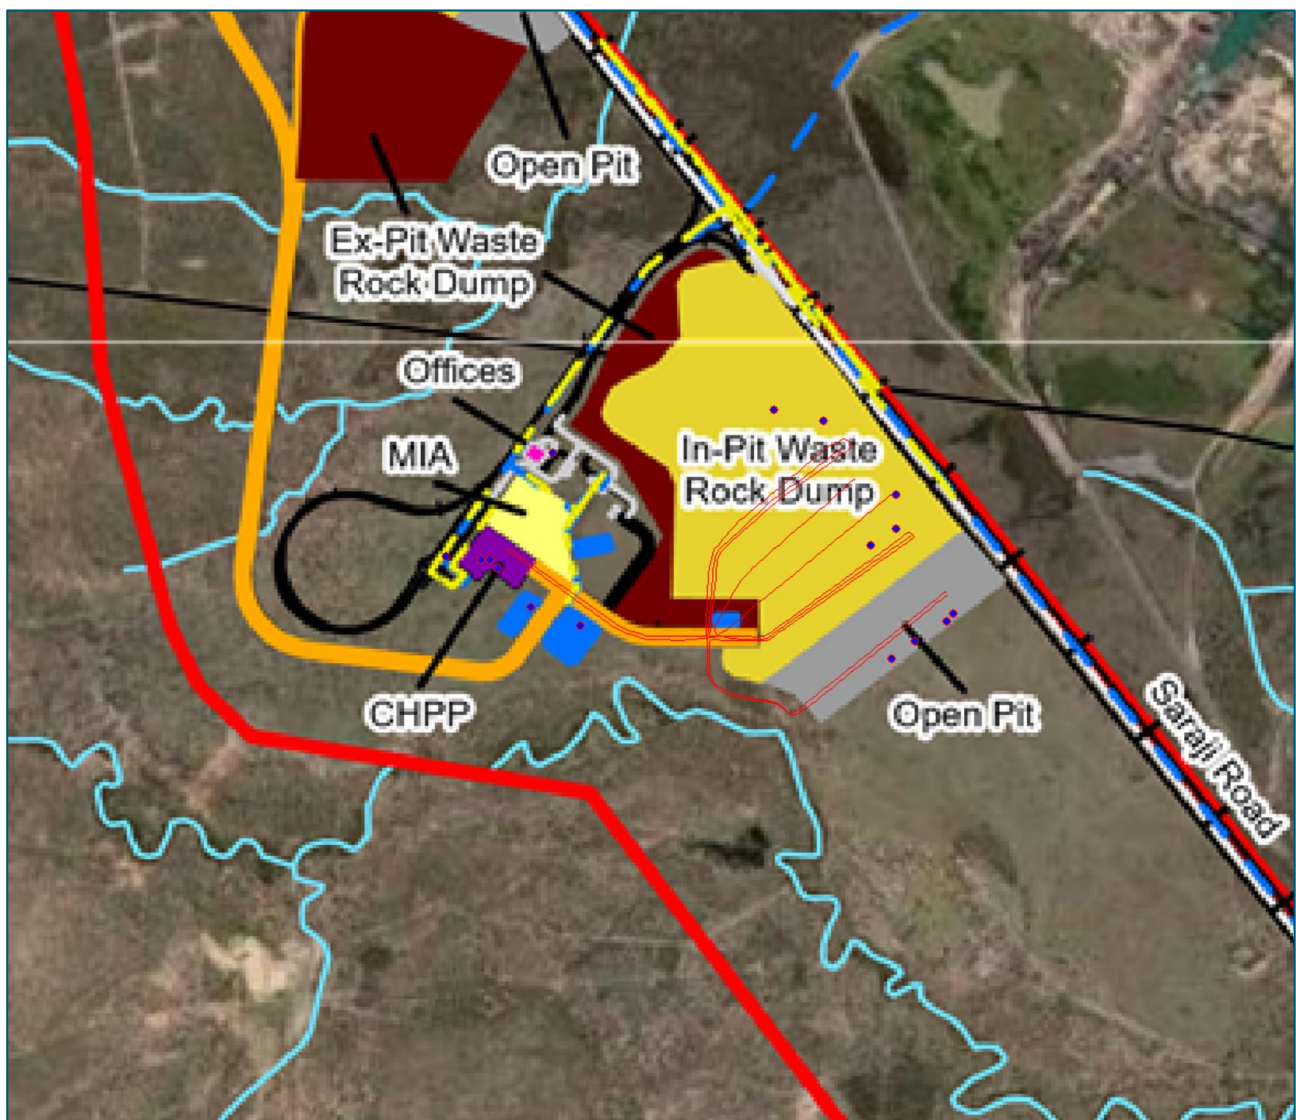 Open Pit
Ex-Pit Waste
Rock Dump
Offices
MIA
In-Pit Waste
Rock Dump
CHPP
Open Pit
Saraji Road